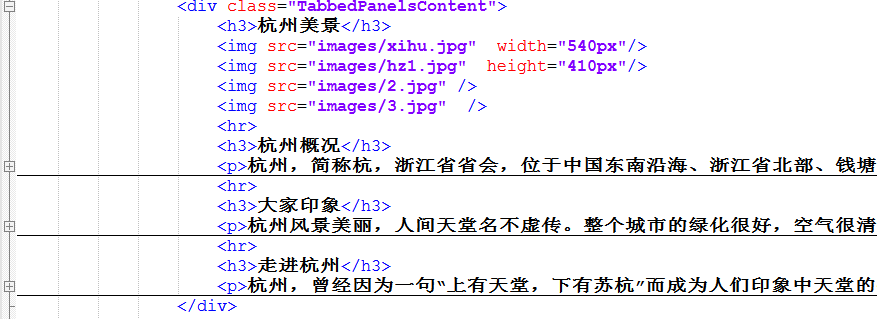 <div class="TabbedPanelsContent">
<h3>杭州美景</h3>
<img src="images/xihu.jpg"  width="540px"/>
<img src="images/hz1.jpg"  height="410px"/>
<img src="images/2.jpg" />
<img src="images/3.jpg"  />
<hr>
<h3>杭州概况</h3>
<p>杭州，简称杭，浙江省省会，位于中国东南沿海、浙江省北部、钱塘
<hr>
<h3>大家印象</h3>
<p>杭州风景美丽，人间天堂名不虚传。整个城市的绿化很好，空气很清
<hr>
<h3>走进杭州</h3>
<p>杭州，曾经因为一句“上有天堂，下有苏杭”而成为人们印象中天堂的
</div>